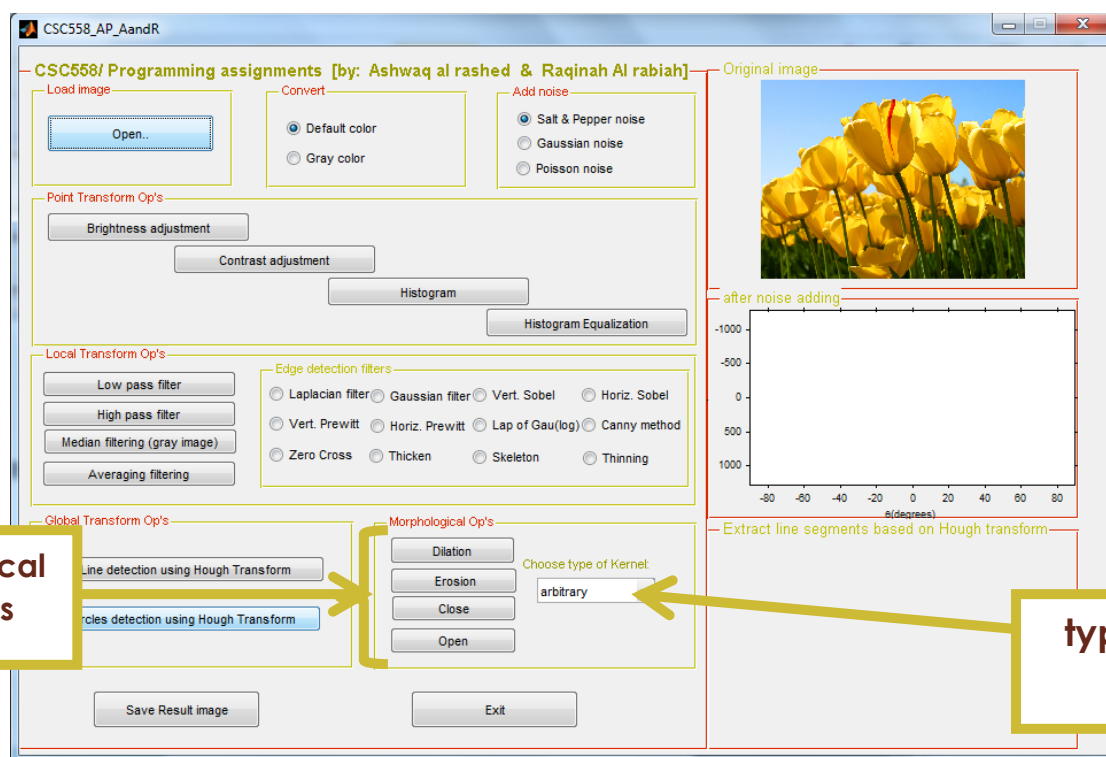 CSC558_AP_AandR
CSC558/ Programming assignments [by: Ashwaq al rashed & Raqinah Al rabiah]
Load image
Open..
Convert
Default color
Gray color
Add noise
Salt & Pepper noise
Gaussian noise
Poisson noise
Point Transform Op's
Brightness adjustment
Contrast adjustment
Histogram
Histogram Equalization
Local Transform Op's
Low pass filter
High pass filter
Median filtering (gray image)
Averaging filtering
Edge detection filters
Laplacian filter Gaussian filter Vert. Sobel Horiz. Sobel
Vert. Prewitt Horiz. Prewitt Lap of Gau(log) Canny method
Zero Cross Thicken Skeleton Thinning
Global Transform Op's
Line detection using Hough Transform
rcles detection using Hough Transform
cal
s
Morphological Op's
Dilation
Erosion
Close
Open
Choose type of Kernel:
arbitrary
Save Result image
Exit
Original image
after noise adding
-1000
-500
0
500
1000
-80 -60 -40 -20 0 20 40 60 80
θ(degrees)
Extract line segments based on Hough transform
typ